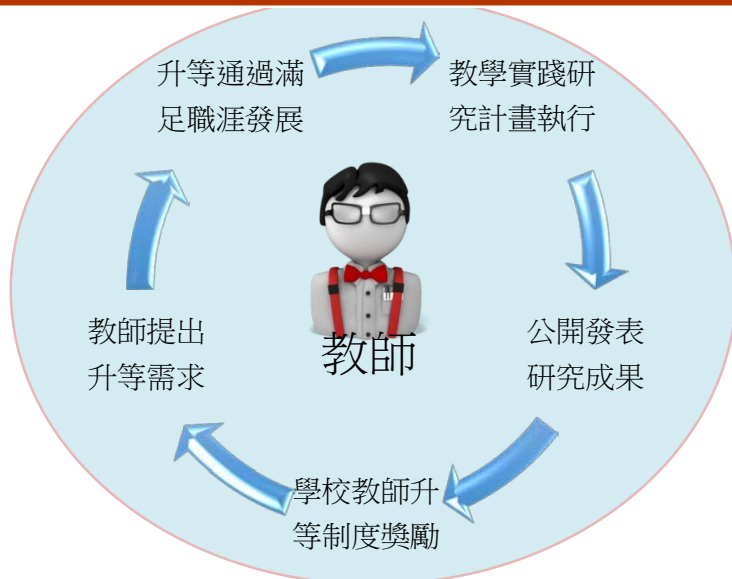 升等通過滿
足職涯發展
教學實踐研
究計畫執行
公開發表
研究成果
學校教師升
等制度獎勵
教師提出
升等需求
教師